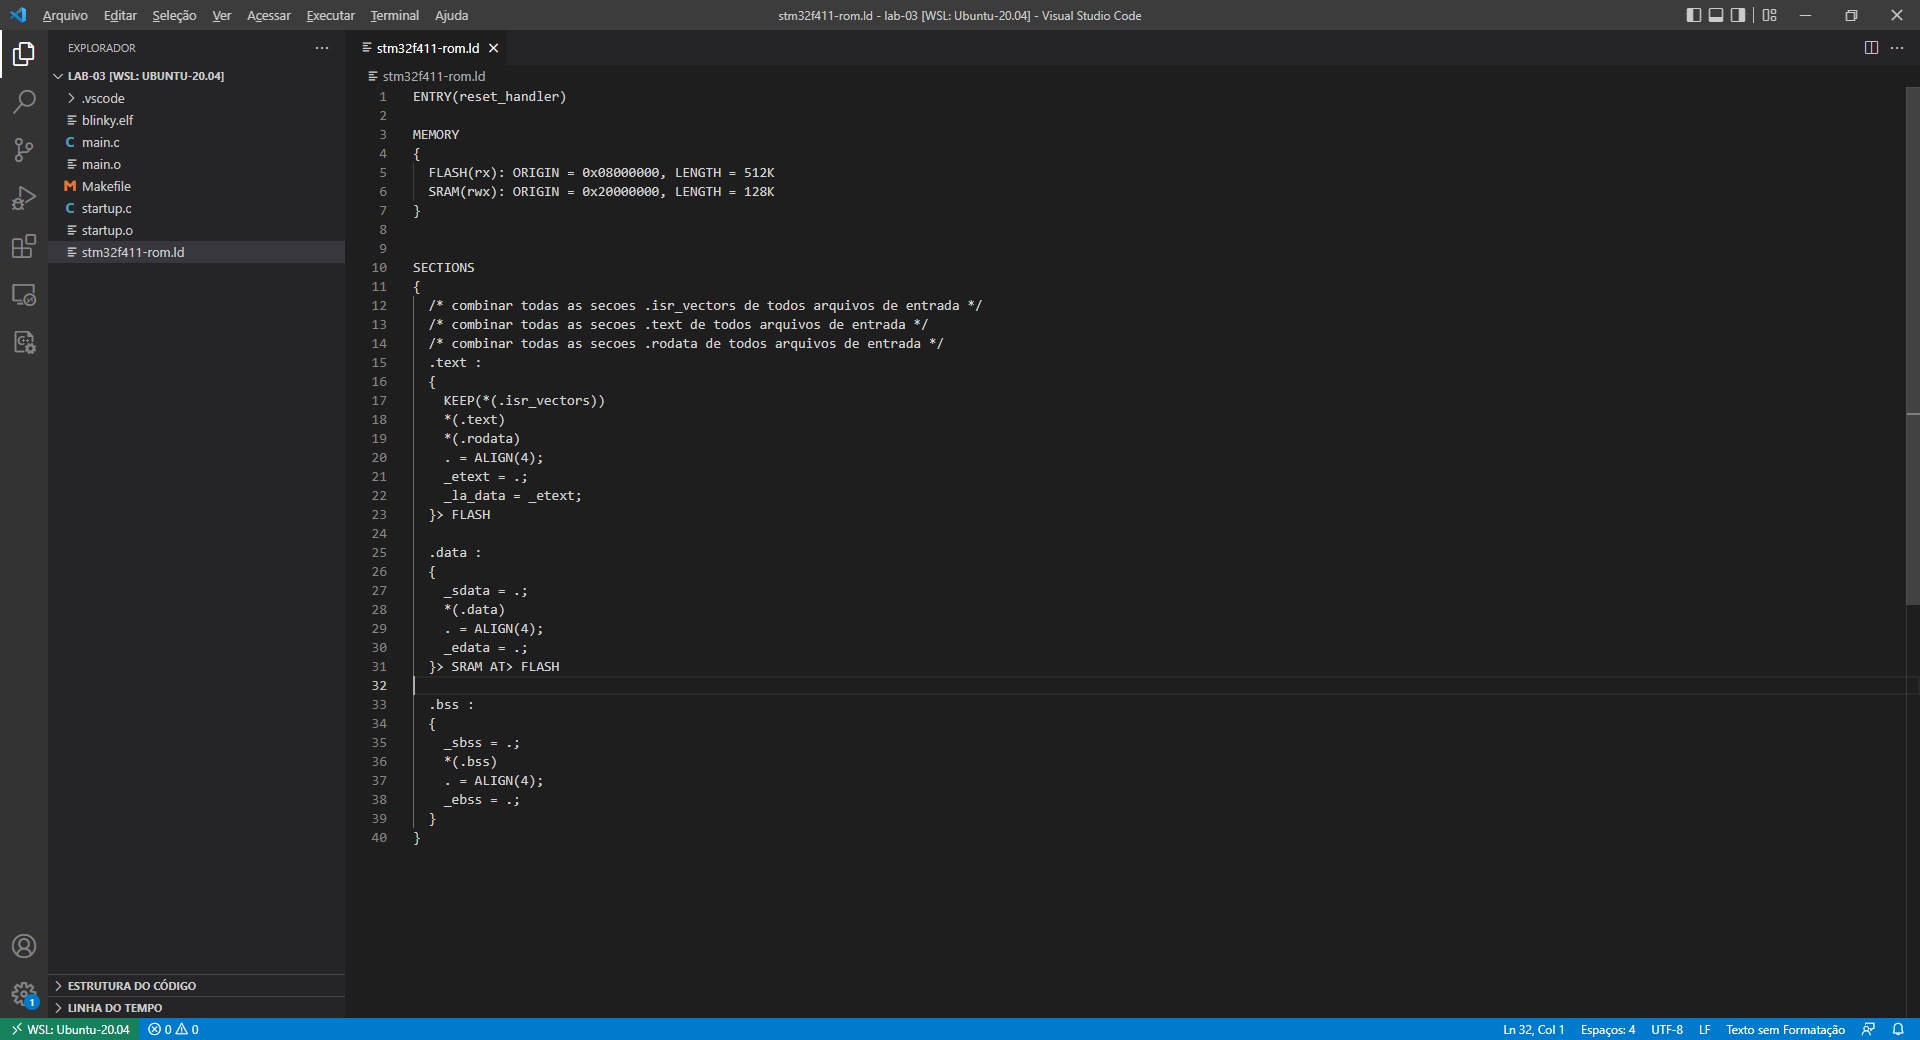 Arquivo Editar Seleção Ver Acessar Executar Terminal Ajuda
stm32f411-rom.ld - lab-03 [WSL: Ubuntu-20.04] - Visual Studio Code
EXPLORADOR
LAB-03 [WSL: UBUNTU-20.04]
.vscode
blinky.elf
C main.c
main.o
M Makefile
C startup.c
startup.o
stm32f411-rom.ld
ESTRUTURA DO CÓDIGO
LINHA DO TEMPO
stm32f411-rom.ld
stm32f411-rom.ld
1 ENTRY(reset_handler)
2
3 MEMORY
4 {
5   FLASH(rx): ORIGIN = 0x08000000, LENGTH = 512K
6   SRAM(rwx): ORIGIN = 0x20000000, LENGTH = 128K
7 }
8
9
10 SECTIONS
11 {
12   /* combinar todas as secoes .isr_vectors de todos arquivos de entrada */
13   /* combinar todas as secoes .text de todos arquivos de entrada */
14   /* combinar todas as secoes .rodata de todos arquivos de entrada */
15   .text :
16   {
17     KEEP(*(.isr_vectors))
18     *(.text)
19     *(.rodata)
20     . = ALIGN(4);
21     _etext = .;
22     _la_data = _etext;
23   }> FLASH
24
25   .data :
26   {
27     _sdata = .;
28     *(.data)
29     . = ALIGN(4);
30     _edata = .;
31   }> SRAM AT> FLASH
32
33   .bss :
34   {
35     _sbss = .;
36     *(.bss)
37     . = ALIGN(4);
38     _ebss = .;
39   }
40 }
1
WSL: Ubuntu-20.04 0 0 Ln 32, Col 1 Espaços: 4 UTF-8 LF Texto sem Formatação